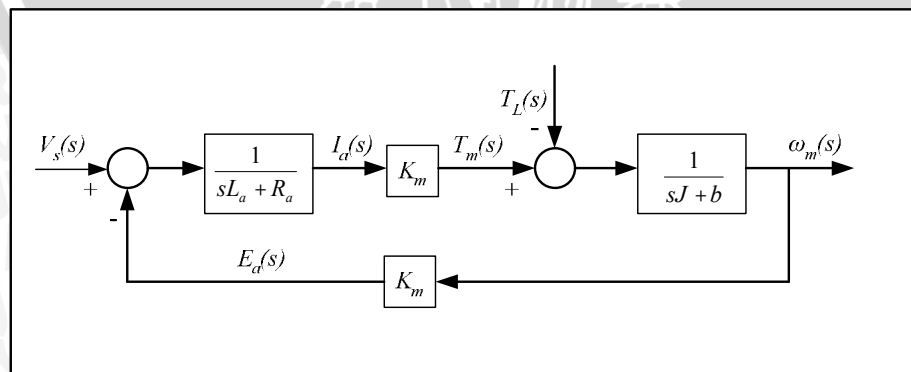 T_L(s)
-
V_s(s)
+
1
sL_a + R_a
I_a(s)
K_m
T_m(s)
+
1
sJ + b
ω_m(s)
-
E_a(s)
K_m